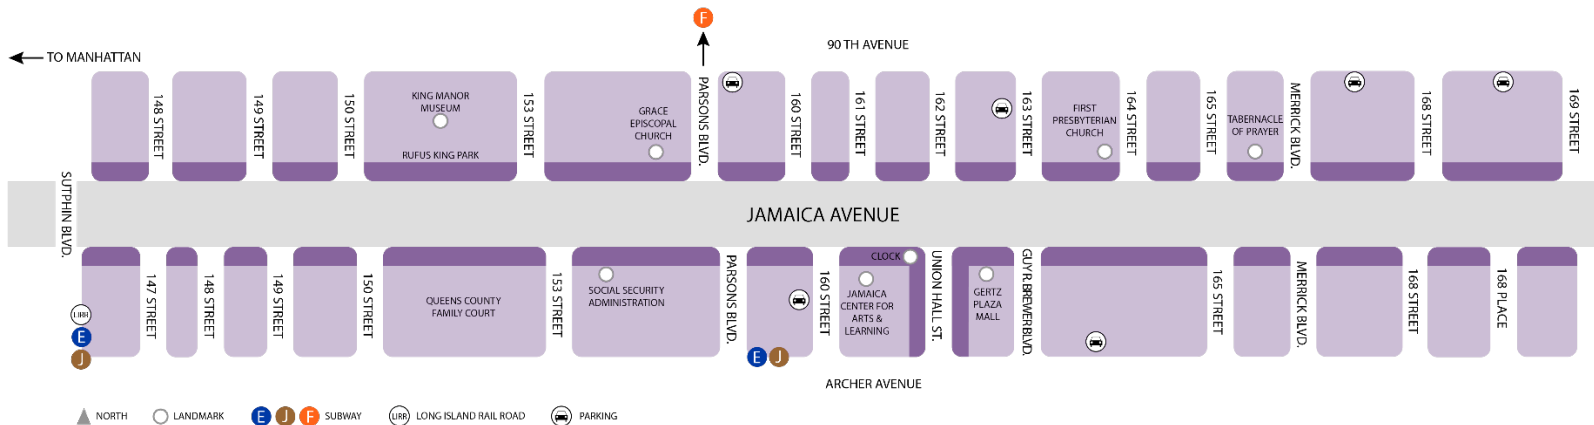 F
TO MANHATTAN
90 TH AVENUE
148 STREET
149 STREET
150 STREET
KING MANOR
MUSEUM
RUFUS KING PARK
153 STREET
GRACE
EPISCOPAL
CHURCH
PARSONS BLVD.
160 STREET
161 STREET
162 STREET
163 STREET
FIRST
PRESBYTERIAN
CHURCH
164 STREET
165 STREET
TABERNACLE
OF PRAYER
MERRICK BLVD.
168 STREET
169 STREET
SUTPHIN BLVD.
JAMAICA AVENUE
LIRR
E
J
147 STREET
148 STREET
149 STREET
150 STREET
QUEENS COUNTY
FAMILY COURT
153 STREET
SOCIAL SECURITY
ADMINISTRATION
PARSONS BLVD.
E J
160 STREET
CLOCK
JAMAICA
CENTER FOR
ARTS &
LEARNING
UNION HALL ST.
GERTZ
PLAZA
MALL
GUY R.BREWERBLVD.
165 STREET
MERRICK BLVD.
168 STREET
168 PLACE
ARCHER AVENUE
NORTH
LANDMARK
E J F SUBWAY
LIRR LONG ISLAND RAIL ROAD
PARKING